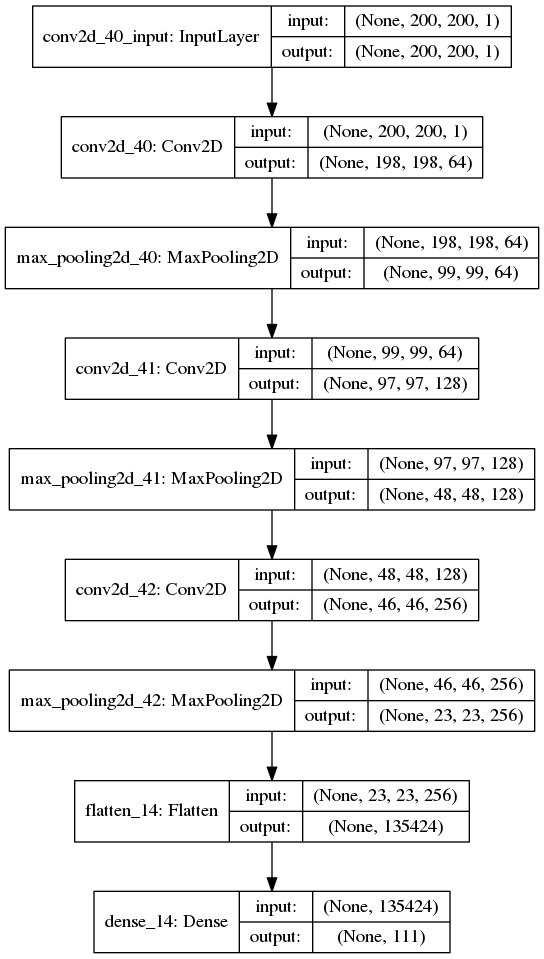 conv2d_40_input: InputLayer
input: (None, 200, 200, 1)
output: (None, 200, 200, 1)
conv2d_40: Conv2D
input: (None, 200, 200, 1)
output: (None, 198, 198, 64)
max_pooling2d_40: MaxPooling2D
input: (None, 198, 198, 64)
output: (None, 99, 99, 64)
conv2d_41: Conv2D
input: (None, 99, 99, 64)
output: (None, 97, 97, 128)
max_pooling2d_41: MaxPooling2D
input: (None, 97, 97, 128)
output: (None, 48, 48, 128)
conv2d_42: Conv2D
input: (None, 48, 48, 128)
output: (None, 46, 46, 256)
max_pooling2d_42: MaxPooling2D
input: (None, 46, 46, 256)
output: (None, 23, 23, 256)
flatten_14: Flatten
input: (None, 23, 23, 256)
output: (None, 135424)
dense_14: Dense
input: (None, 135424)
output: (None, 111)